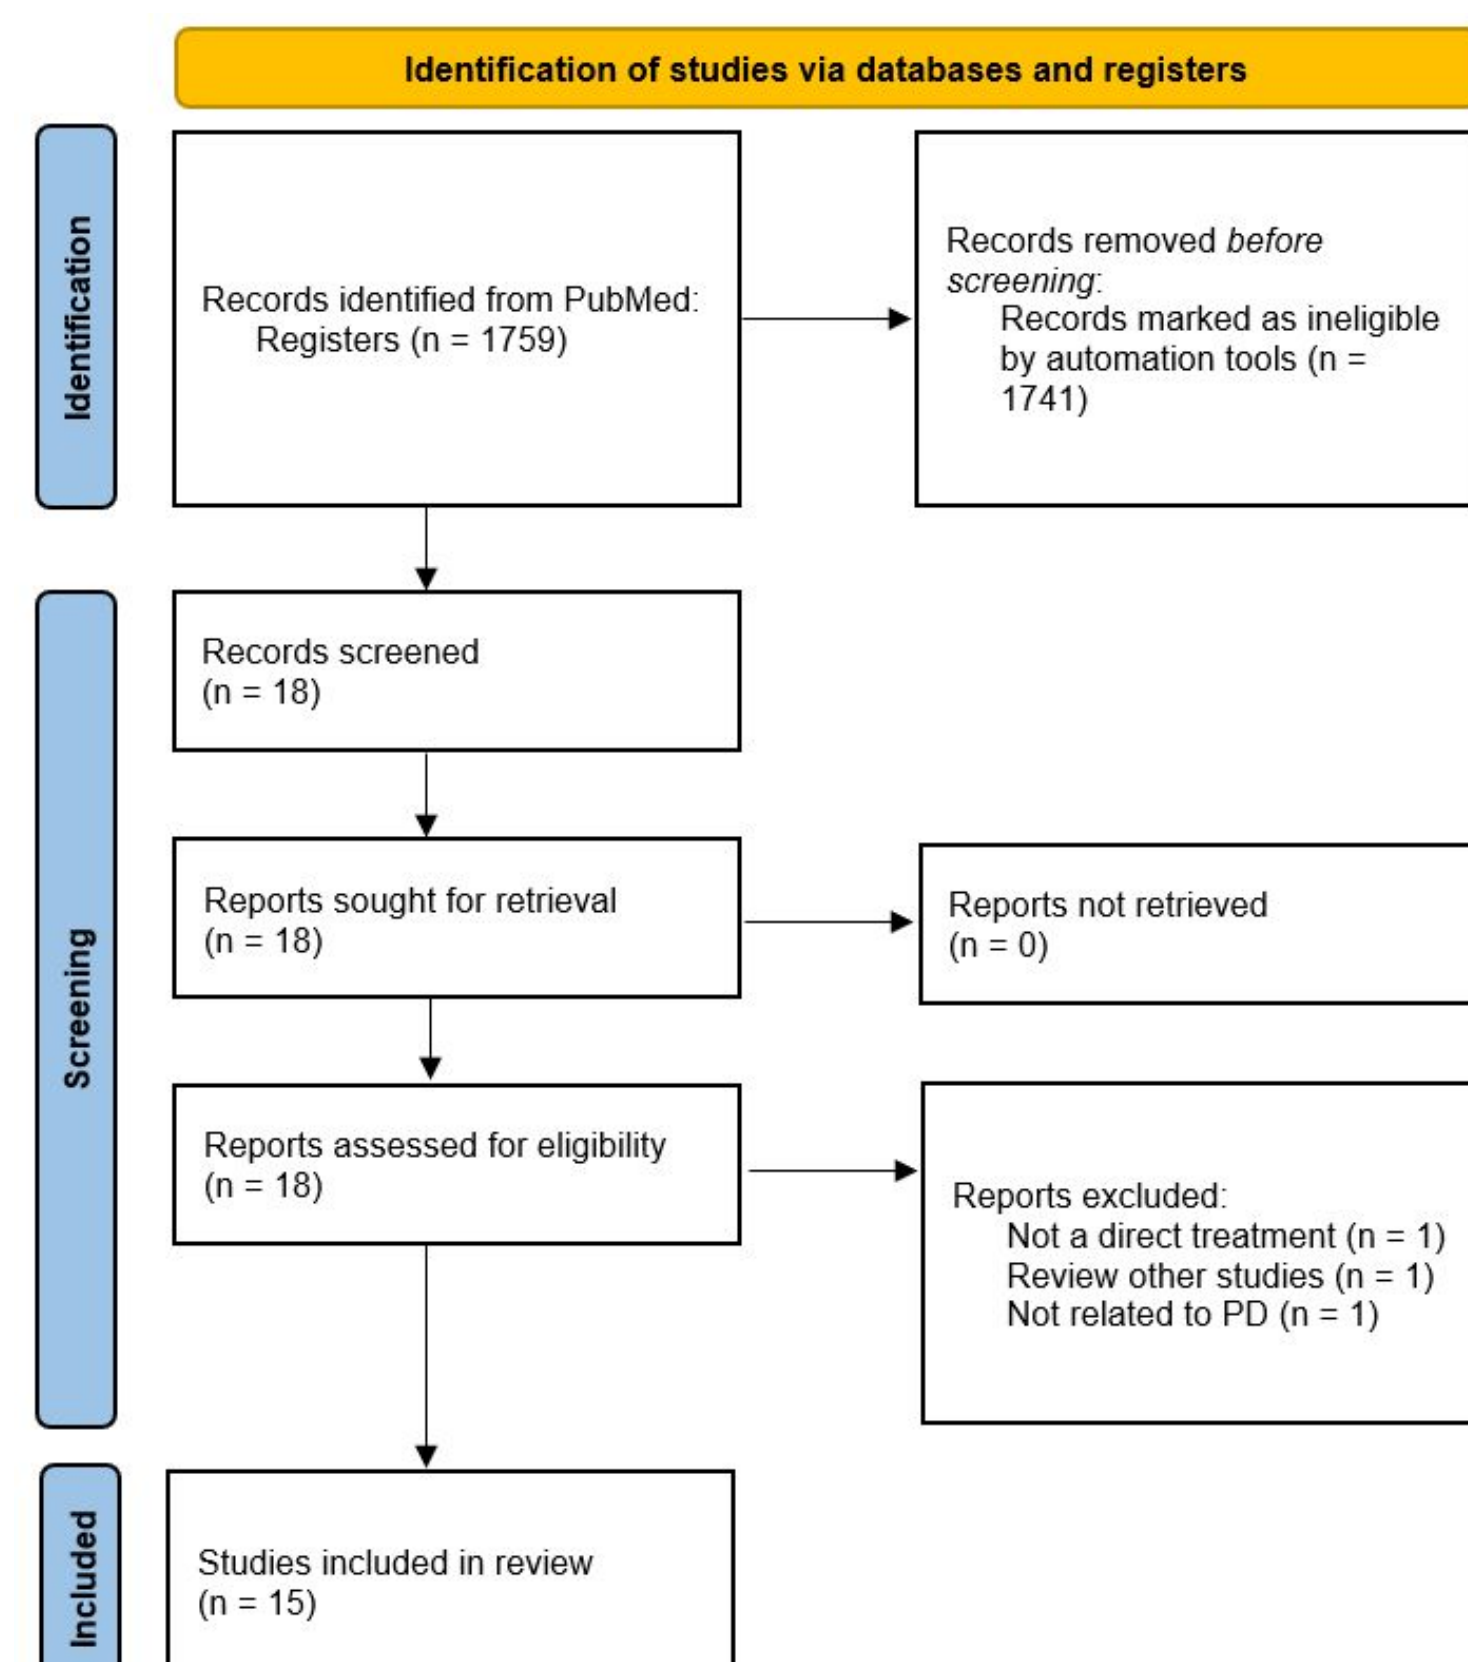 Identification of studies via databases and registers
Identification
Records identified from PubMed:
Registers (n = 1759)
Records removed before
screening:
Records marked as ineligible
by automation tools (n =
1741)
Screening
Records screened
(n = 18)
Reports sought for retrieval
(n = 18)
Reports not retrieved
(n = 0)
Reports assessed for eligibility
(n = 18)
Reports excluded:
Not a direct treatment (n = 1)
Review other studies (n = 1)
Not related to PD (n = 1)
Included
Studies included in review
(n = 15)